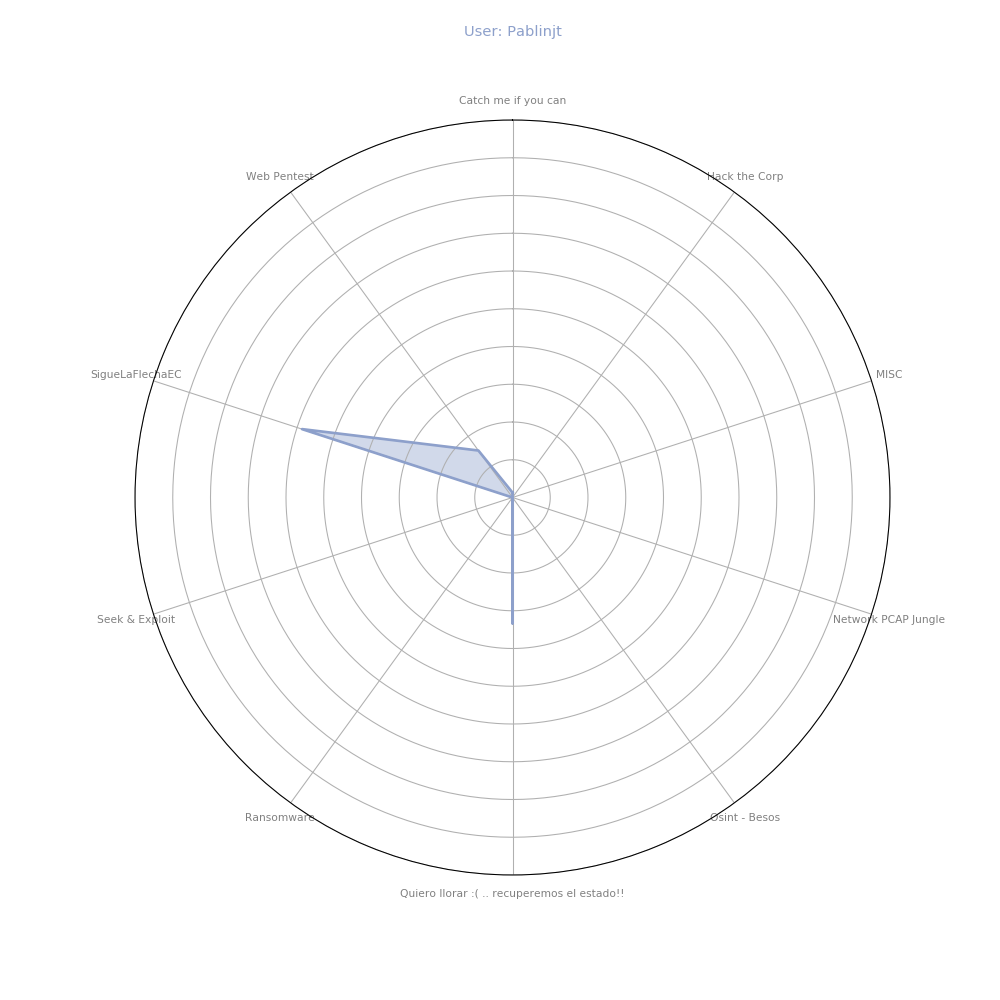 User: Pablinjt
Catch me if you can
Web Pentest
Hack the Corp
SigueLaFlechaEC
MISC
Seek & Exploit
Network PCAP Jungle
Ransomware
Osint - Besos
Quiero llorar :( .. recuperemos el estado!!